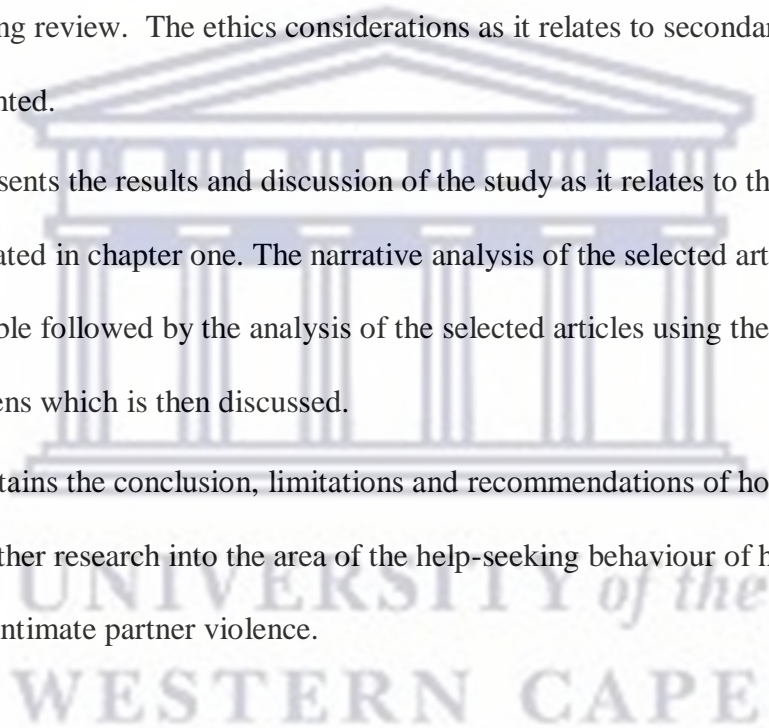 ng review. The ethics considerations as it relates to secondar
nted.
sents the results and discussion of the study as it relates to th
ated in chapter one. The narrative analysis of the selected art
ble followed by the analysis of the selected articles using the
ens which is then discussed.
tains the conclusion, limitations and recommendations of ho
ther research into the area of the help-seeking behaviour of h
UNIVERSITY of the
ntimate partner violence.
WESTERN CAPE